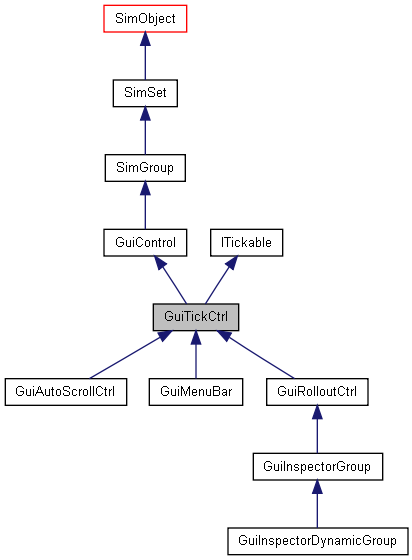 SimObject
SimSet
SimGroup
GuiControl
ITickable
GuiTickCtrl
GuiAutoScrollCtrl
GuiMenuBar
GuiRolloutCtrl
GuiInspectorGroup
GuiInspectorDynamicGroup